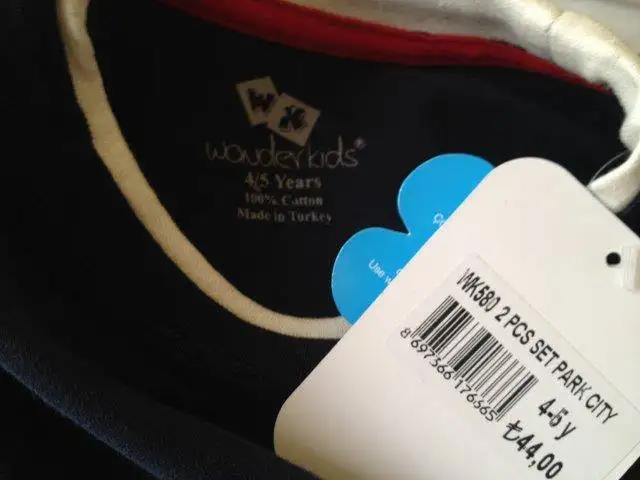 WK
wonderkids®
4/5 Years
100% Cotton
Made in Turkey
Use
WK580 2 PCS SET PARK CITY
8 697366 176565
4-5 y
₺44,00